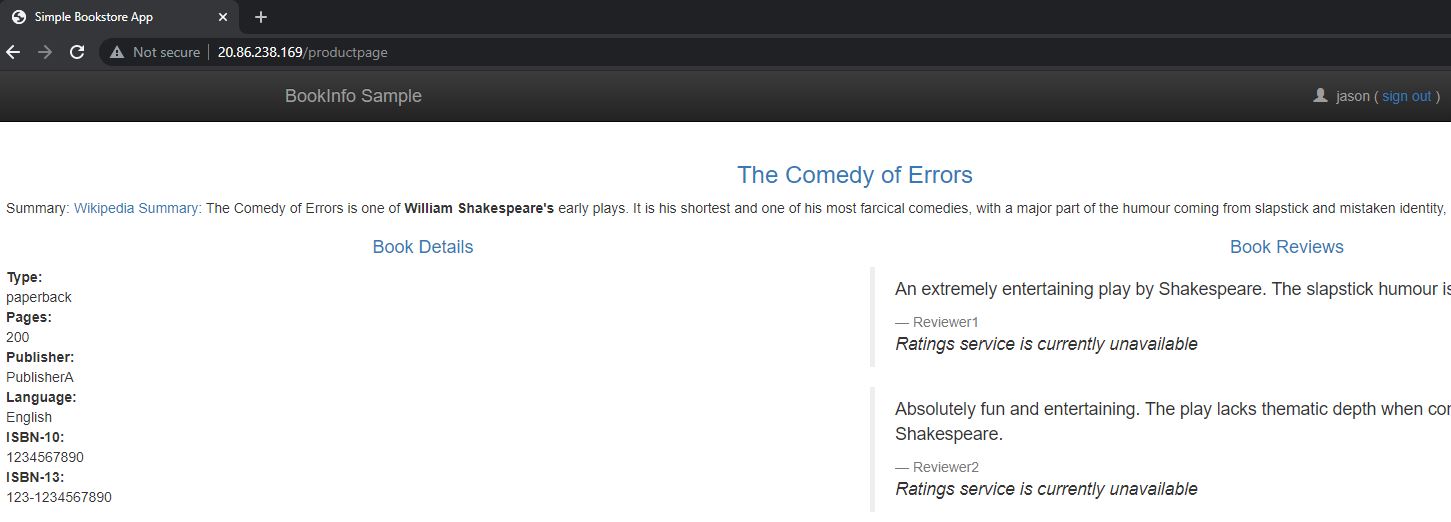 Simple Bookstore App
Not secure 20.86.238.169/productpage
BookInfo Sample
jason ( sign out )
The Comedy of Errors
Summary: Wikipedia Summary: The Comedy of Errors is one of William Shakespeare's early plays. It is his shortest and one of his most farcical comedies, with a major part of the humour coming from slapstick and mistaken identity,
Book Details
Type:
paperback
Pages:
200
Publisher:
PublisherA
Language:
English
ISBN-10:
1234567890
ISBN-13:
123-1234567890
Book Reviews
An extremely entertaining play by Shakespeare. The slapstick humour is
— Reviewer1
Ratings service is currently unavailable
Absolutely fun and entertaining. The play lacks thematic depth when
Shakespeare.
— Reviewer2
Ratings service is currently unavailable